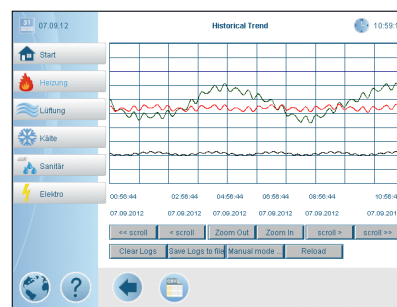 31 07.09.12 Historical Trend 10:59:1
Start
Heizung
Lüftung
Kälte
Sanitär
Elektro
00:56:44 02:56:44 04:56:44 06:56:44 08:56:44 10:56:4
07.09.2012 07.09.2012 07.09.2012 07.09.2012 07.09.2012 07.09.201
<< scroll < scroll Zoom Out Zoom In scroll > scroll >>
Clear Logs Save Logs to file Manual mode .. Reload
?